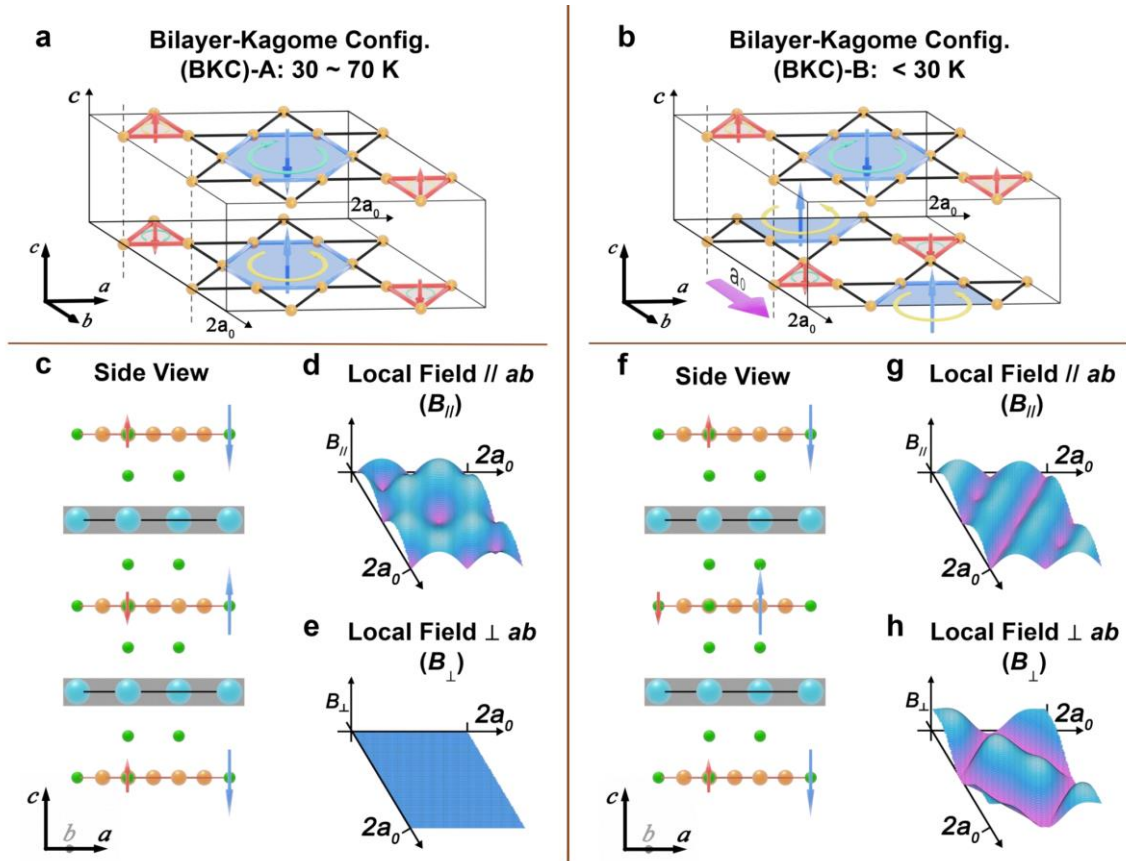 a
Bilayer-Kagome Config.
(BKC)-A: 30 ~ 70 K
c
2a₀
2a₀
c
a
b
b
Bilayer-Kagome Config.
(BKC)-B: < 30 K
c
2a₀
a₀
2a₀
c
a
b
c
Side View
c
b
a
d
Local Field // ab
(B//)
B//
2a₀
2a₀
e
Local Field ⊥ ab
(B⊥)
B⊥
2a₀
2a₀
f
Side View
c
b
a
g
Local Field // ab
(B//)
B//
2a₀
2a₀
h
Local Field ⊥ ab
(B⊥)
B⊥
2a₀
2a₀